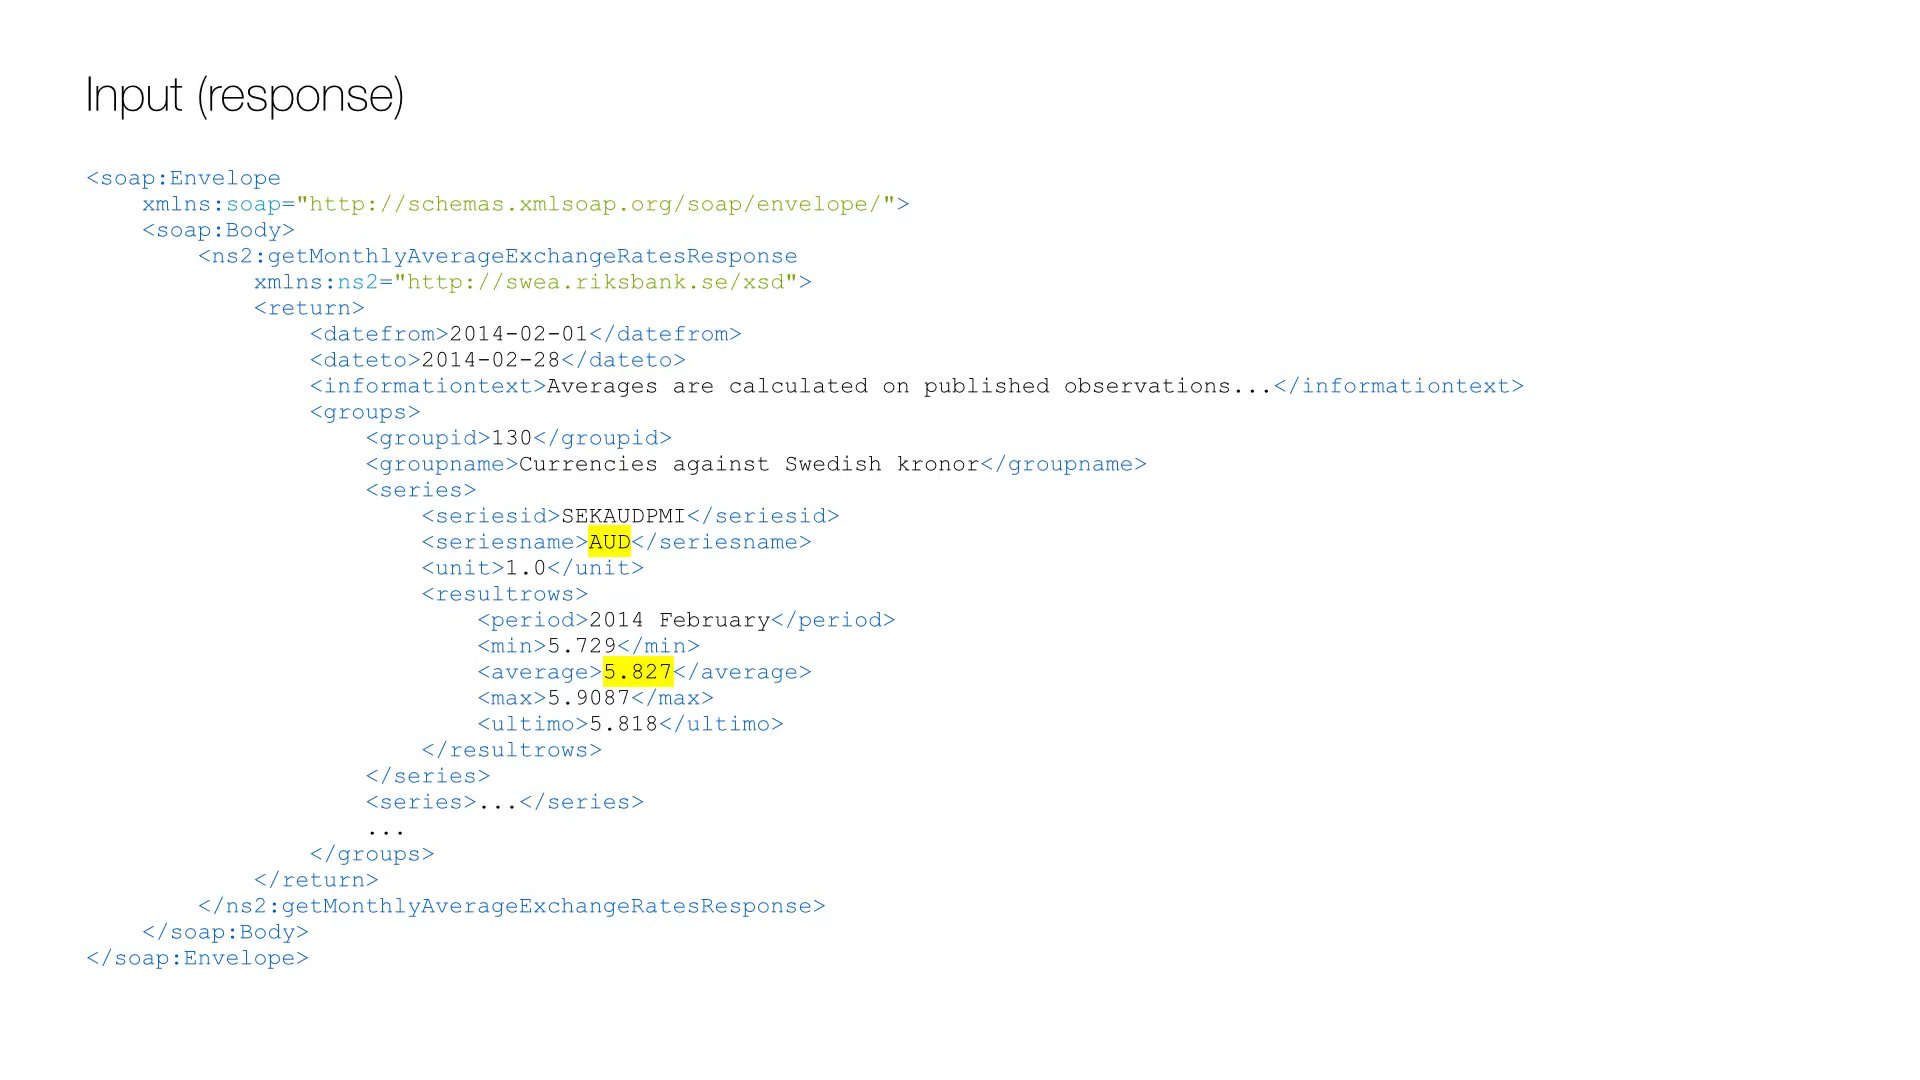 Input (response)
<soap:Envelope
xmlns:soap="http://schemas.xmlsoap.org/soap/envelope/">
<soap:Body>
<ns2:getMonthlyAverageExchangeRatesResponse
xmlns:ns2="http://swea.riksbank.se/xsd">
<return>
<datefrom>2014-02-01</datefrom>
<dateto>2014-02-28</dateto>
<informationtext>Averages are calculated on published observations...</informationtext>
<groups>
<groupid>130</groupid>
<groupname>Currencies against Swedish kronor</groupname>
<series>
<seriesid>SEKAUDPMI</seriesid>
<seriesname>AUD</seriesname>
<unit>1.0</unit>
<resultrows>
<period>2014 February</period>
<min>5.729</min>
<average>5.827</average>
<max>5.9087</max>
<ultimo>5.818</ultimo>
</resultrows>
</series>
<series>...</series>
...
</groups>
</return>
</ns2:getMonthlyAverageExchangeRatesResponse>
</soap:Body>
</soap:Envelope>